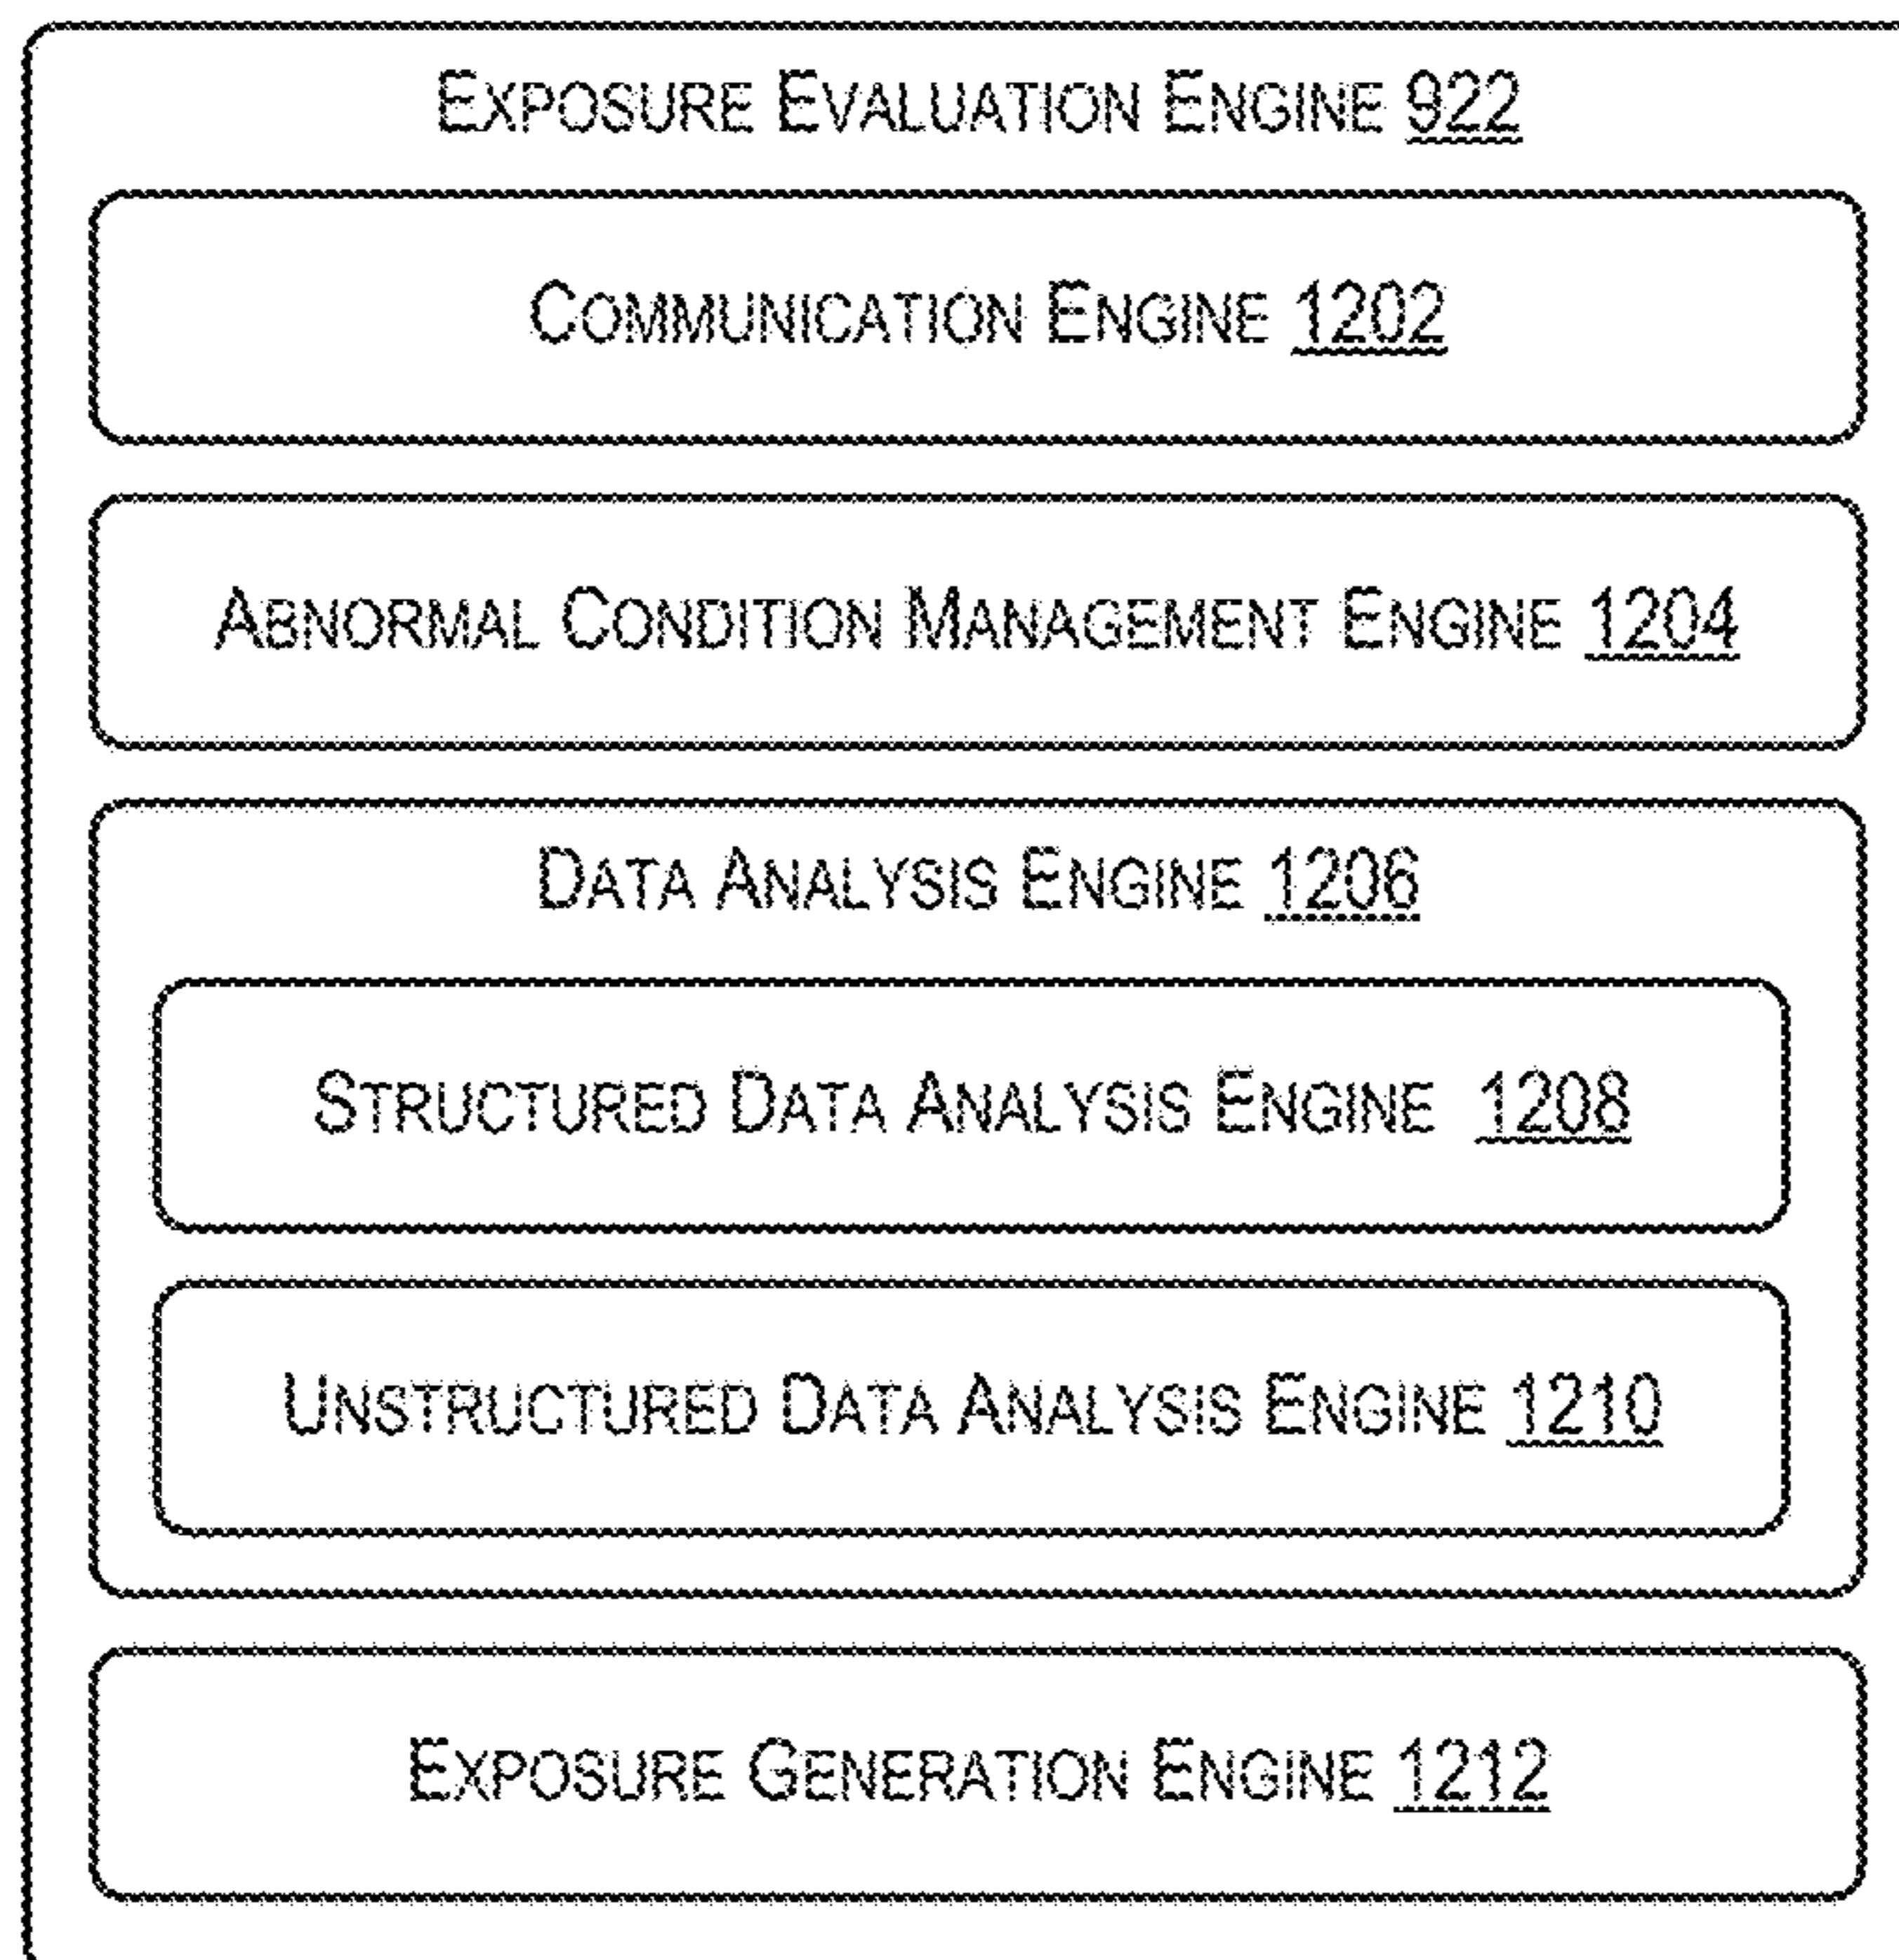 EXPOSURE EVALUATION ENGINE 922
COMMUNICATION ENGINE 1202
ABNORMAL CONDITION MANAGEMENT ENGINE 1204
DATA ANALYSIS ENGINE 1206
STRUCTURED DATA ANALYSIS ENGINE 1208
UNSTRUCTURED DATA ANALYSIS ENGINE 1210
EXPOSURE GENERATION ENGINE 1212